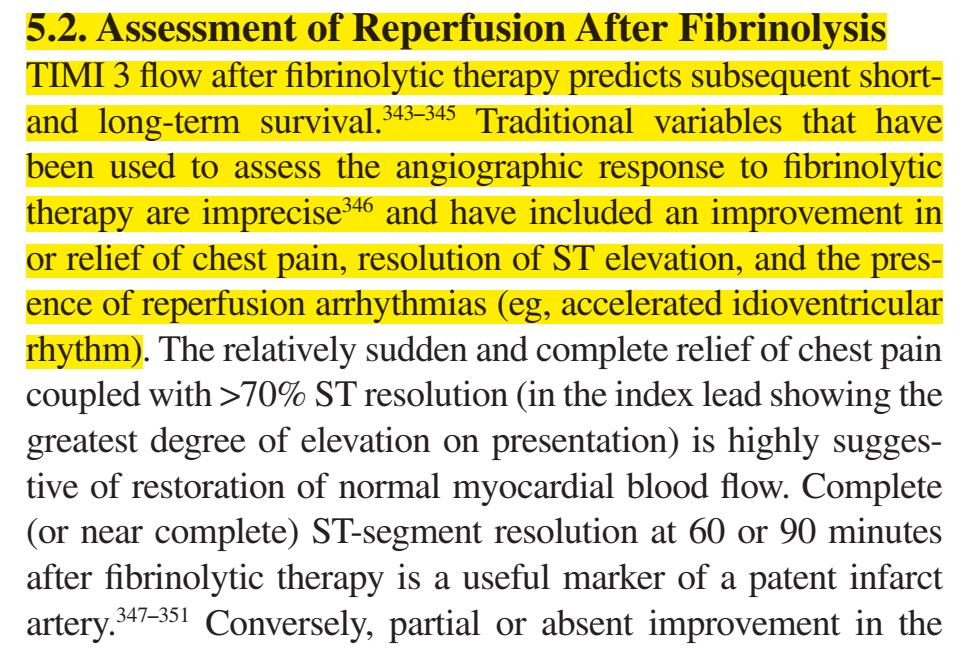 5.2. Assessment of Reperfusion After Fibrinolysis
TIMI 3 flow after fibrinolytic therapy predicts subsequent short-
and long-term survival.343–345 Traditional variables that have
been used to assess the angiographic response to fibrinolytic
therapy are imprecise346 and have included an improvement in
or relief of chest pain, resolution of ST elevation, and the pres-
ence of reperfusion arrhythmias (eg, accelerated idioventricular
rhythm). The relatively sudden and complete relief of chest pain
coupled with >70% ST resolution (in the index lead showing the
greatest degree of elevation on presentation) is highly sugges-
tive of restoration of normal myocardial blood flow. Complete
(or near complete) ST-segment resolution at 60 or 90 minutes
after fibrinolytic therapy is a useful marker of a patent infarct
artery.347–351 Conversely, partial or absent improvement in the